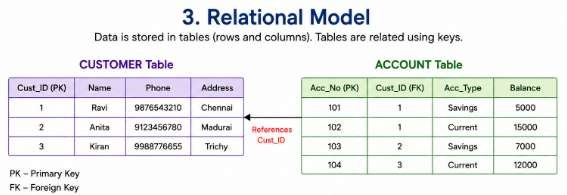 3. Relational Model
Data is stored in tables (rows and columns). Tables are related using keys.
CUSTOMER Table
Cust_ID (PK) Name Phone Address
1 Ravi 9876543210 Chennai
2 Anita 9123456780 Madurai
3 Kiran 9988776655 Trichy
References
Cust_ID
ACCOUNT Table
Acc_No (PK) Cust_ID (FK) Acc_Type Balance
101 1 Savings 5000
102 1 Current 15000
103 2 Savings 7000
104 3 Current 12000
PK – Primary Key
FK – Foreign Key